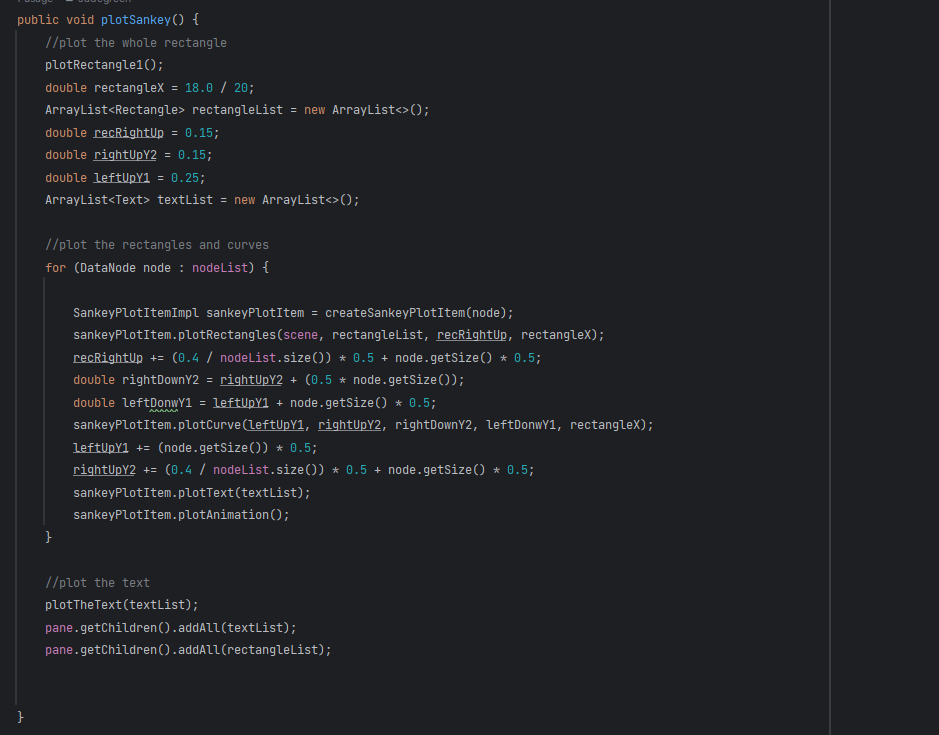 public void plotSankey() {
//plot the whole rectangle
plotRectangle1();
double rectangleX = 18.0 / 20;
ArrayList<Rectangle> rectangleList = new ArrayList<>();
double recRightUp = 0.15;
double rightUpY2 = 0.15;
double leftUpY1 = 0.25;
ArrayList<Text> textList = new ArrayList<>();
//plot the rectangles and curves
for (DataNode node : nodeList) {
SankeyPlotItemImpl sankeyPlotItem = createSankeyPlotItem(node);
sankeyPlotItem.plotRectangles(scene, rectangleList, recRightUp, rectangleX);
recRightUp += (0.4 / nodeList.size()) * 0.5 + node.getSize() * 0.5;
double rightDownY2 = rightUpY2 + (0.5 * node.getSize());
double leftDonwY1 = leftUpY1 + node.getSize() * 0.5;
sankeyPlotItem.plotCurve(leftUpY1, rightUpY2, rightDownY2, leftDonwY1, rectangleX);
leftUpY1 += (node.getSize()) * 0.5;
rightUpY2 += (0.4 / nodeList.size()) * 0.5 + node.getSize() * 0.5;
sankeyPlotItem.plotText(textList);
sankeyPlotItem.plotAnimation();
}
//plot the text
plotTheText(textList);
pane.getChildren().addAll(textList);
pane.getChildren().addAll(rectangleList);
}